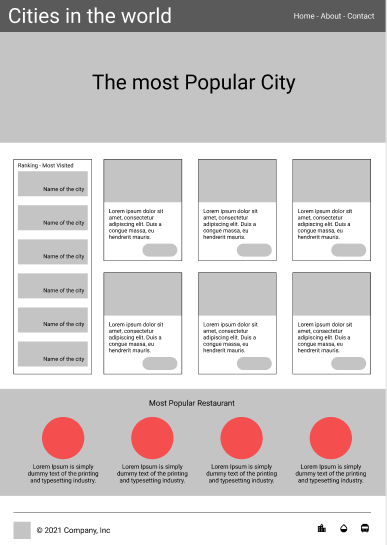 Cities in the world
Home - About - Contact
The most Popular City
Ranking - Most Visited
Name of the city
Name of the city
Name of the city
Name of the city
Name of the city
Name of the city
Lorem ipsum dolor sit
amet, consectetur
adipiscing elit. Duis a
congue massa, eu
hendrerit mauris.
Lorem ipsum dolor sit
amet, consectetur
adipiscing elit. Duis a
congue massa, eu
hendrerit mauris.
Lorem ipsum dolor sit
amet, consectetur
adipiscing elit. Duis a
congue massa, eu
hendrerit mauris.
Lorem ipsum dolor sit
amet, consectetur
adipiscing elit. Duis a
congue massa, eu
hendrerit mauris.
Lorem ipsum dolor sit
amet, consectetur
adipiscing elit. Duis a
congue massa, eu
hendrerit mauris.
Lorem ipsum dolor sit
amet, consectetur
adipiscing elit. Duis a
congue massa, eu
hendrerit mauris.
Most Popular Restaurant
Lorem Ipsum is simply
dummy text of the printing
and typesetting industry.
Lorem Ipsum is simply
dummy text of the printing
and typesetting industry.
Lorem Ipsum is simply
dummy text of the printing
and typesetting industry.
Lorem Ipsum is simply
dummy text of the printing
and typesetting industry.
© 2021 Company, Inc